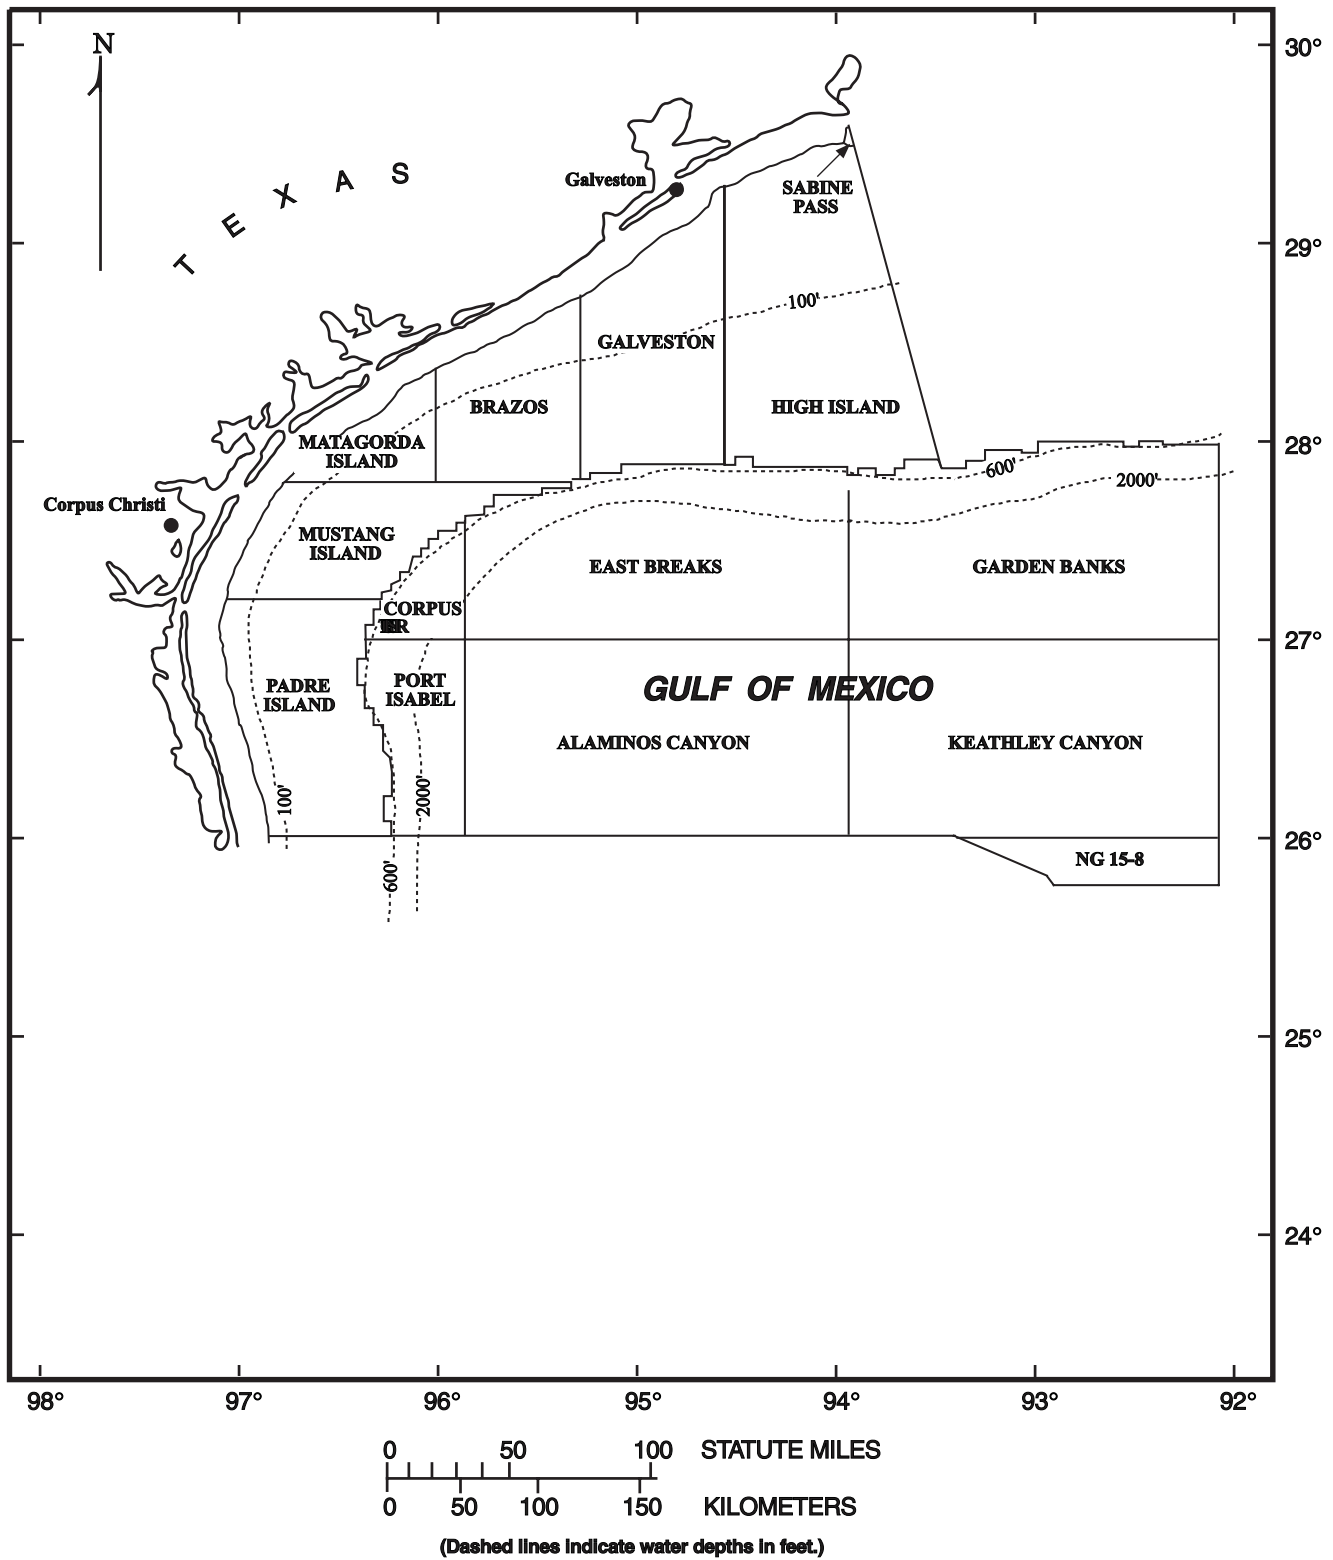 N
30°
TEXAS
Galveston
SABINE
PASS
29°
100'
GALVESTON
BRAZOS
HIGH ISLAND
MATAGORDA
ISLAND
28°
600'
2000'
Corpus Christi
MUSTANG
ISLAND
EAST BREAKS
GARDEN BANKS
CORPUS
27°
PADRE
ISLAND
PORT
ISABEL
GULF OF MEXICO
ALAMINOS CANYON
KEATHLEY CANYON
100'
2000'
26°
600'
NG 15-8
25°
24°
98° 97° 96° 95° 94° 93° 92°
0 50 100 STATUTE MILES
0 50 100 150 KILOMETERS
(Dashed lines indicate water depths in feet.)